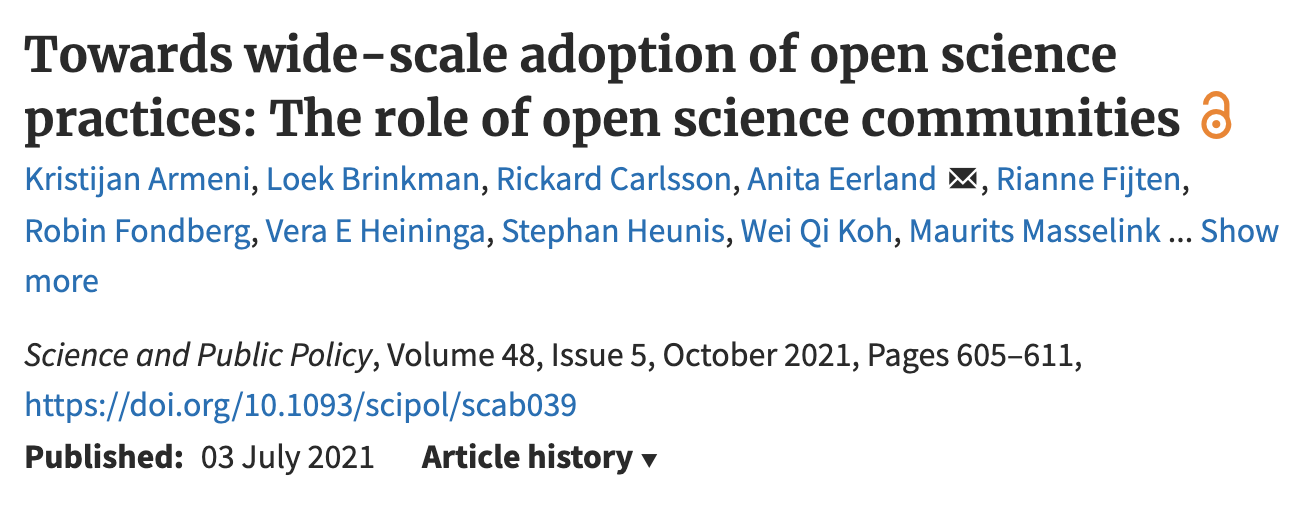 Towards wide-scale adoption of open science
practices: The role of open science communities
Kristijan Armeni, Loek Brinkman, Rickard Carlsson, Anita Eerland , Rianne Fijten,
Robin Fondberg, Vera E Heininga, Stephan Heunis, Wei Qi Koh, Maurits Masselink ... Show
more
Science and Public Policy, Volume 48, Issue 5, October 2021, Pages 605–611,
https://doi.org/10.1093/scipol/scab039
Published: 03 July 2021 Article history ▼